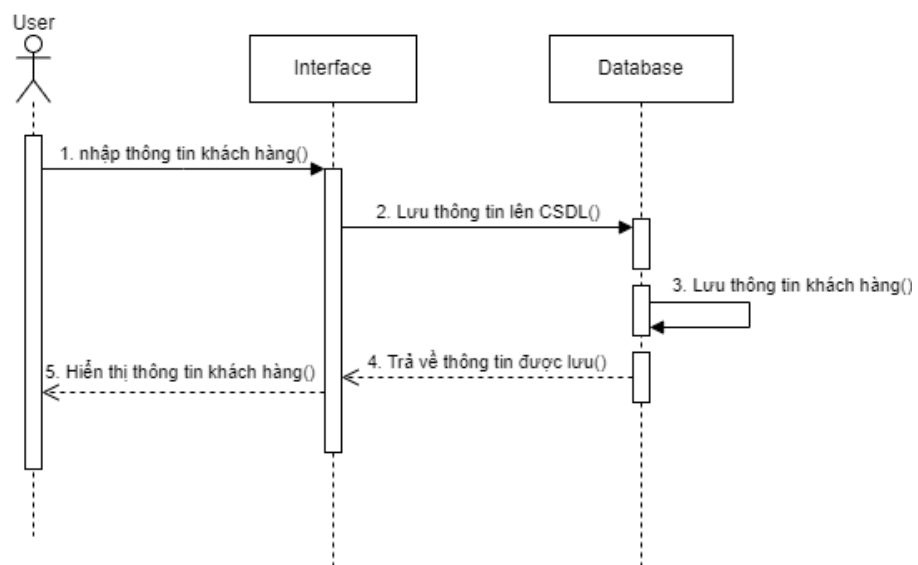 User
Interface
Database
1. nhập thông tin khách hàng()
2. Lưu thông tin lên CSDL()
3. Lưu thông tin khách hàng()
4. Trả về thông tin được lưu()
5. Hiển thị thông tin khách hàng()